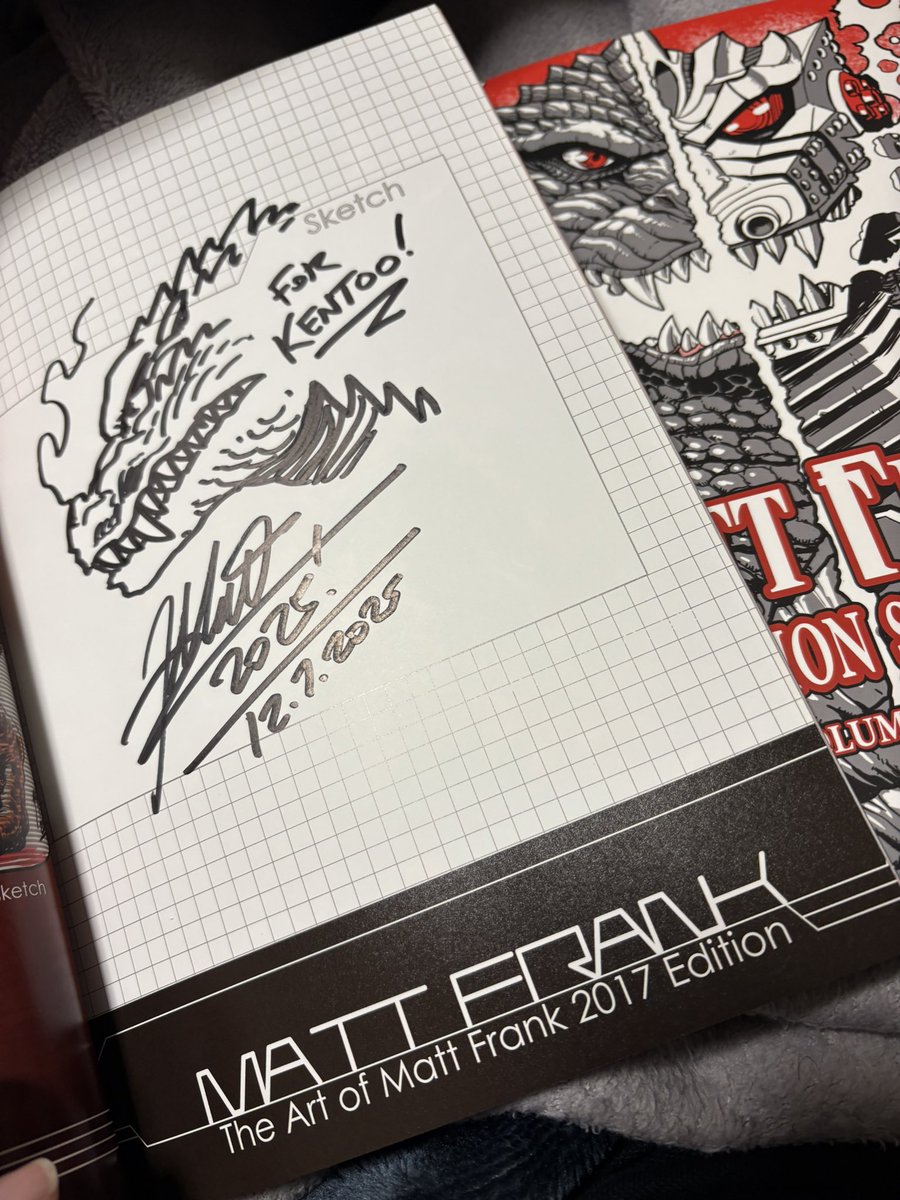 Sketch
FOR
KENTOO!
2025.
12.7.2025
MATT FRANK
The Art of Matt Frank 2017 Edition
sketch